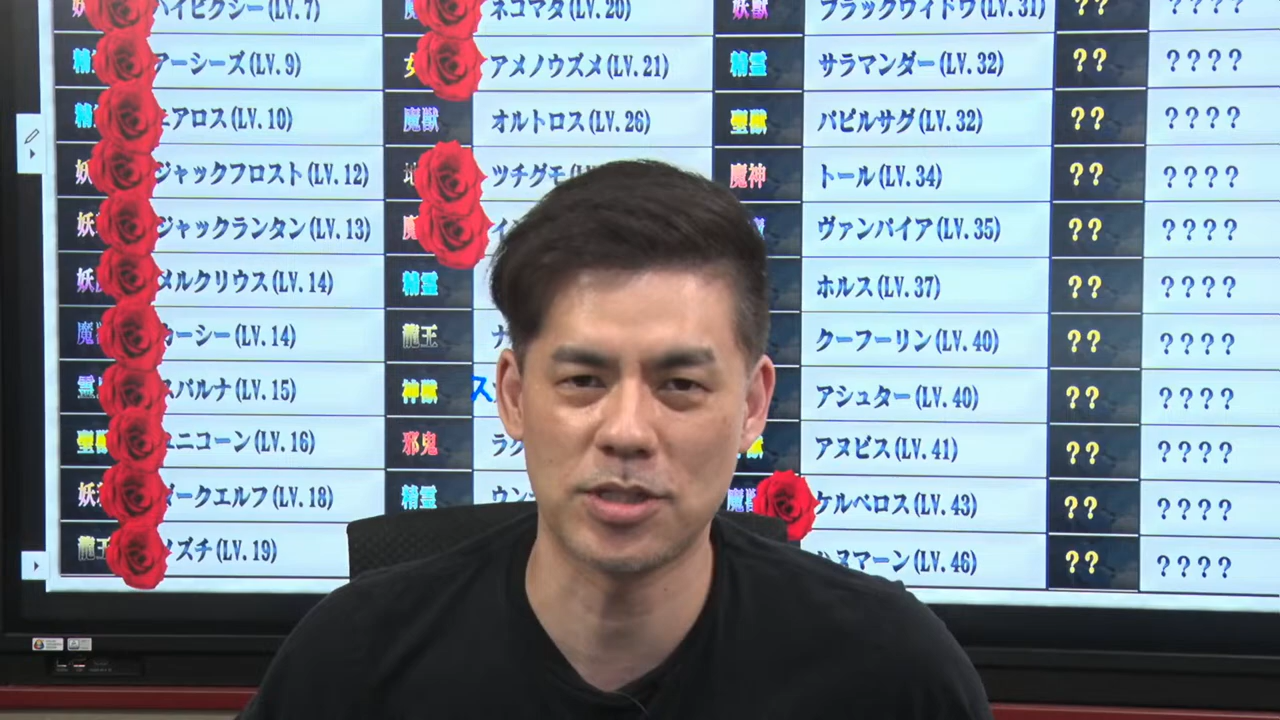 ハイピクシー(LV.7) ネコマタ(LV.20) 妖獣 ブラックウィドウ(LV.31) ?? ????
精 アーシーズ(LV.9) アメノウズメ(LV.21) 精霊 サラマンダー(LV.32) ?? ????
精 アロス(LV.10) 魔獣 オルトロス(LV.26) 聖獣 パピルサグ(LV.32) ?? ????
妖 ジャックフロスト(LV.12) ツチグモ 魔神 トール(LV.34) ?? ????
妖 ジャックランタン(LV.13) ヴァンパイア(LV.35) ?? ????
メルクリウス(LV.14) 精霊 ホルス(LV.37) ?? ????
カーシー(LV.14) 龍王 クーフーリン(LV.40) ?? ????
スパルナ(LV.15) 神獣 アシュター(LV.40) ?? ????
聖獣 ユニコーン(LV.16) 邪鬼 アヌビス(LV.41) ?? ????
ダークエルフ(LV.18) 精霊 魔獣 ケルベロス(LV.43) ?? ????
龍王 ノズチ(LV.19) ハヌマーン(LV.46) ?? ????